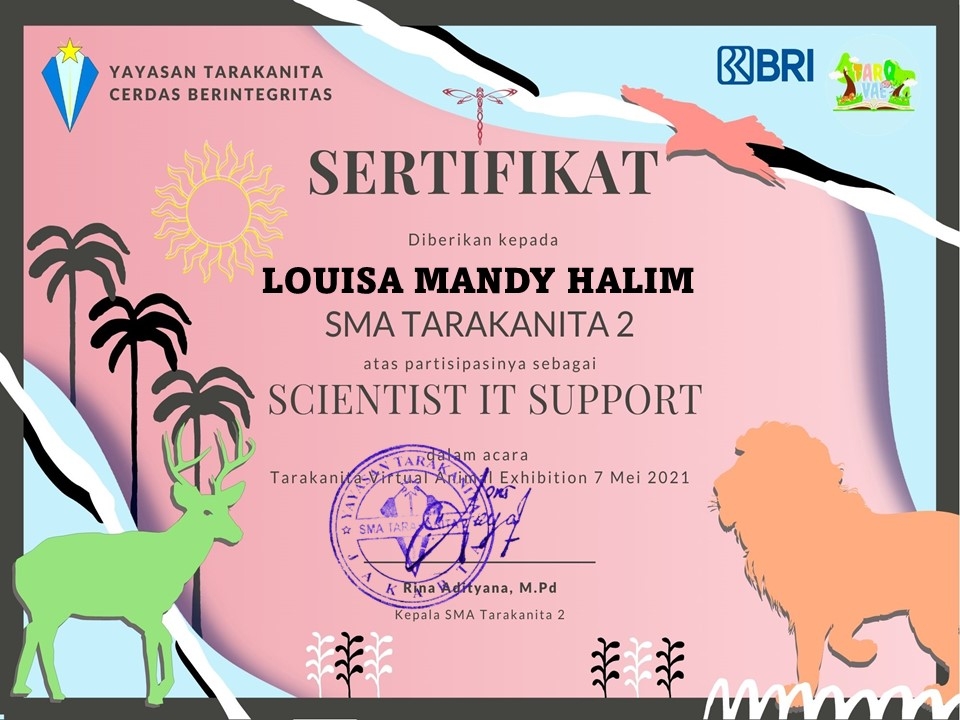 YAYASAN TARAKANITA
CERDAS BERINTEGRITAS
BRI
TARQ
VAE
SERTIFIKAT
Diberikan kepada
LOUISA MANDY HALIM
SMA TARAKANITA 2
atas partisipasinya sebagai
SCIENTIST IT SUPPORT
dalam acara
Tarakanita Virtual Animal Exhibition 7 Mei 2021
YAYASAN TARAK
SMA TARAKANITA
JAKARTA
Rina Adityana, M.Pd
Kepala SMA Tarakanita 2